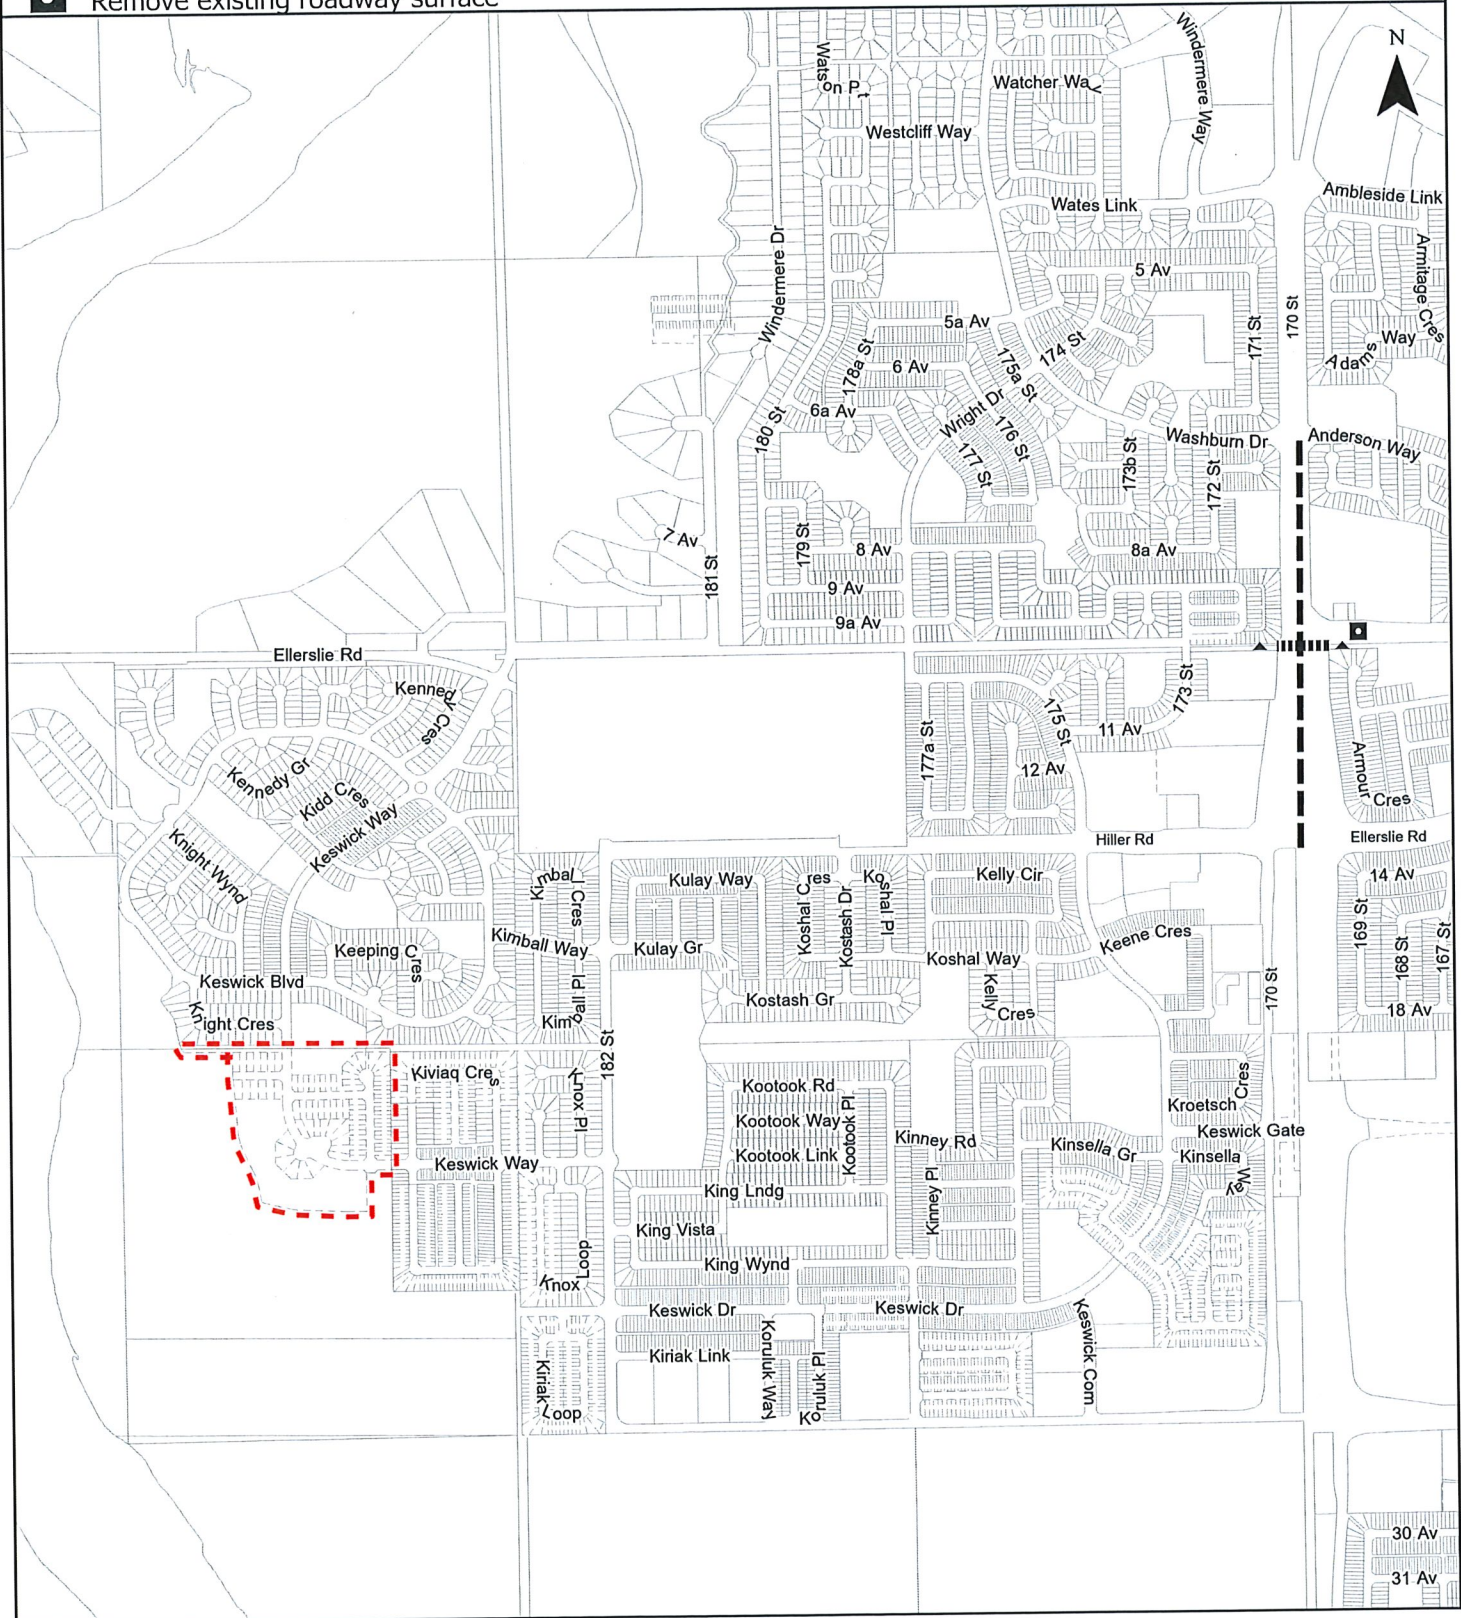 Remove existing roadway surface
N
Watson Pt
Watcher Way
Windermere Way
Westcliff Way
Ambleside Link
Wates Link
Armitage Cres
Windermere Dr
5 Av
5a Av
170 St
171 St
174 St
Adams Way
178a St
6 Av
175a St
6a Av
Wright Dr
180 St
176 St
Washburn Dr
Anderson Way
177 St
173b St
172 St
7 Av
179 St
8 Av
8a Av
181 St
9 Av
9a Av
Ellerslie Rd
Kennedy Cres
173 St
175 St
11 Av
177a St
12 Av
Kennedy Gr
Kidd Cres
Keswick Way
Armour Cres
Hiller Rd
Ellerslie Rd
Knight Wynd
Kimball Cres
Kulay Way
Koshal Cres
Kostash Dr
Koshal Pl
Kelly Cir
14 Av
169 St
168 St
167 St
Keene Cres
Kimball Way
Kulay Gr
Keeping Cres
Koshal Way
Keswick Blvd
Kimball Pl
Kostash Gr
Kelly Cres
170 St
18 Av
Knight Cres
182 St
Kiviaq Cres
Knox Pl
Kootook Rd
Kroetsch Cres
Kootook Way
Kootook Pl
Keswick Gate
Kinney Rd
Kinsella Gr
Kootook Link
Kinsella Way
Keswick Way
King Lndg
Kinney Pl
King Vista
King Wynd
Knox Loop
Keswick Dr
Keswick Dr
Keswick Com
Kiriak Link
Koruluk Way
Koruluk Pl
Kiriak Loop
30 Av
31 Av